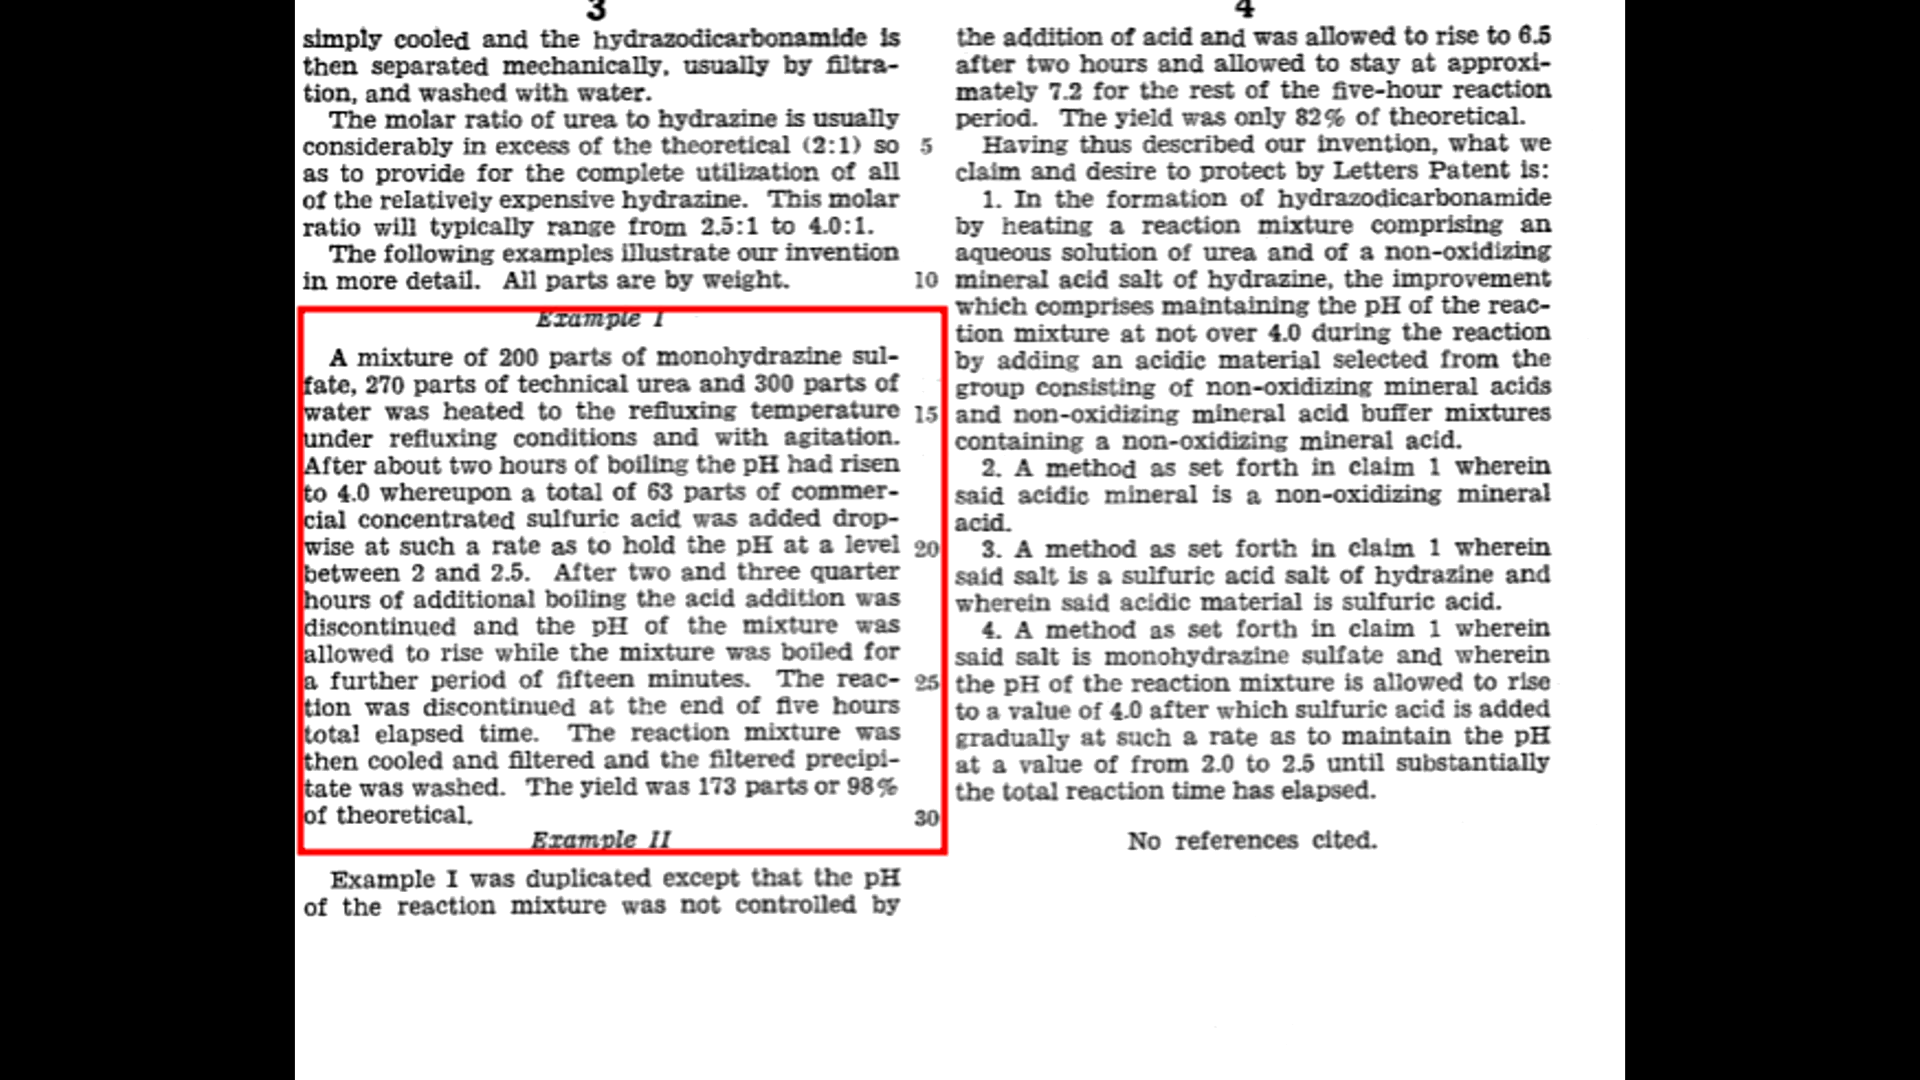 3
simply cooled and the hydrazodicarbonamide is
then separated mechanically, usually by filtra-
tion, and washed with water.
The molar ratio of urea to hydrazine is usually
considerably in excess of the theoretical (2:1) so
as to provide for the complete utilization of all
of the relatively expensive hydrazine. This molar
ratio will typically range from 2.5:1 to 4.0:1.
The following examples illustrate our invention
in more detail. All parts are by weight.
Example I
A mixture of 200 parts of monohydrazine sul-
fate, 270 parts of technical urea and 300 parts of
water was heated to the refluxing temperature
under refluxing conditions and with agitation.
After about two hours of boiling the pH had risen
to 4.0 whereupon a total of 63 parts of commer-
cial concentrated sulfuric acid was added drop-
wise at such a rate as to hold the pH at a level
between 2 and 2.5. After two and three quarter
hours of additional boiling the acid addition was
discontinued and the pH of the mixture was
allowed to rise while the mixture was boiled for
a further period of fifteen minutes. The reac-
tion was discontinued at the end of five hours
total elapsed time. The reaction mixture was
then cooled and filtered and the filtered precipi-
tate was washed. The yield was 173 parts or 98%
of theoretical.
Example II
Example I was duplicated except that the pH
of the reaction mixture was not controlled by
5
10
15
20
25
30
4
the addition of acid and was allowed to rise to 6.5
after two hours and allowed to stay at approxi-
mately 7.2 for the rest of the five-hour reaction
period. The yield was only 82% of theoretical.
Having thus described our invention, what we
claim and desire to protect by Letters Patent is:
1. In the formation of hydrazodicarbonamide
by heating a reaction mixture comprising an
aqueous solution of urea and of a non-oxidizing
mineral acid salt of hydrazine, the improvement
which comprises maintaining the pH of the reac-
tion mixture at not over 4.0 during the reaction
by adding an acidic material selected from the
group consisting of non-oxidizing mineral acids
and non-oxidizing mineral acid buffer mixtures
containing a non-oxidizing mineral acid.
2. A method as set forth in claim 1 wherein
said acidic mineral is a non-oxidizing mineral
acid.
3. A method as set forth in claim 1 wherein
said salt is a sulfuric acid salt of hydrazine and
wherein said acidic material is sulfuric acid.
4. A method as set forth in claim 1 wherein
said salt is monohydrazine sulfate and wherein
the pH of the reaction mixture is allowed to rise
to a value of 4.0 after which sulfuric acid is added
gradually at such a rate as to maintain the pH
at a value of from 2.0 to 2.5 until substantially
the total reaction time has elapsed.
No references cited.